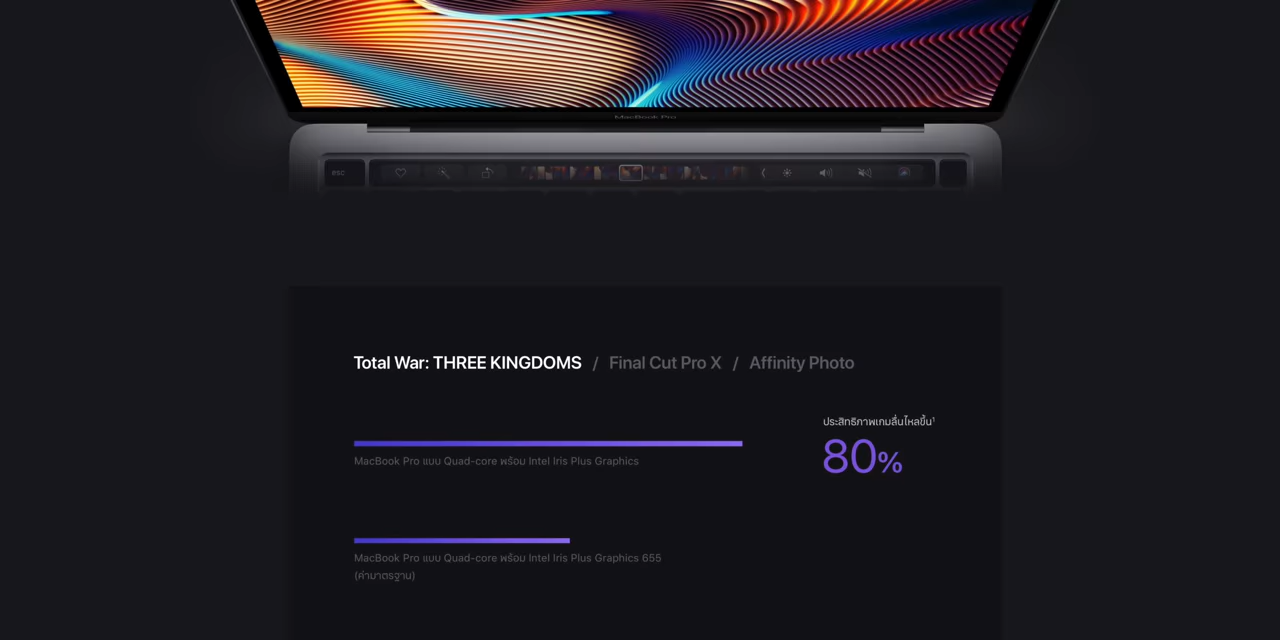 MacBook Pro
esc
Total War: THREE KINGDOMS / Final Cut Pro X / Affinity Photo
ประสิทธิภาพเกมลื่นไหลขึ้น¹
80%
MacBook Pro แบบ Quad-core พร้อม Intel Iris Plus Graphics
MacBook Pro แบบ Quad-core พร้อม Intel Iris Plus Graphics 655
(ค่ามาตรฐาน)